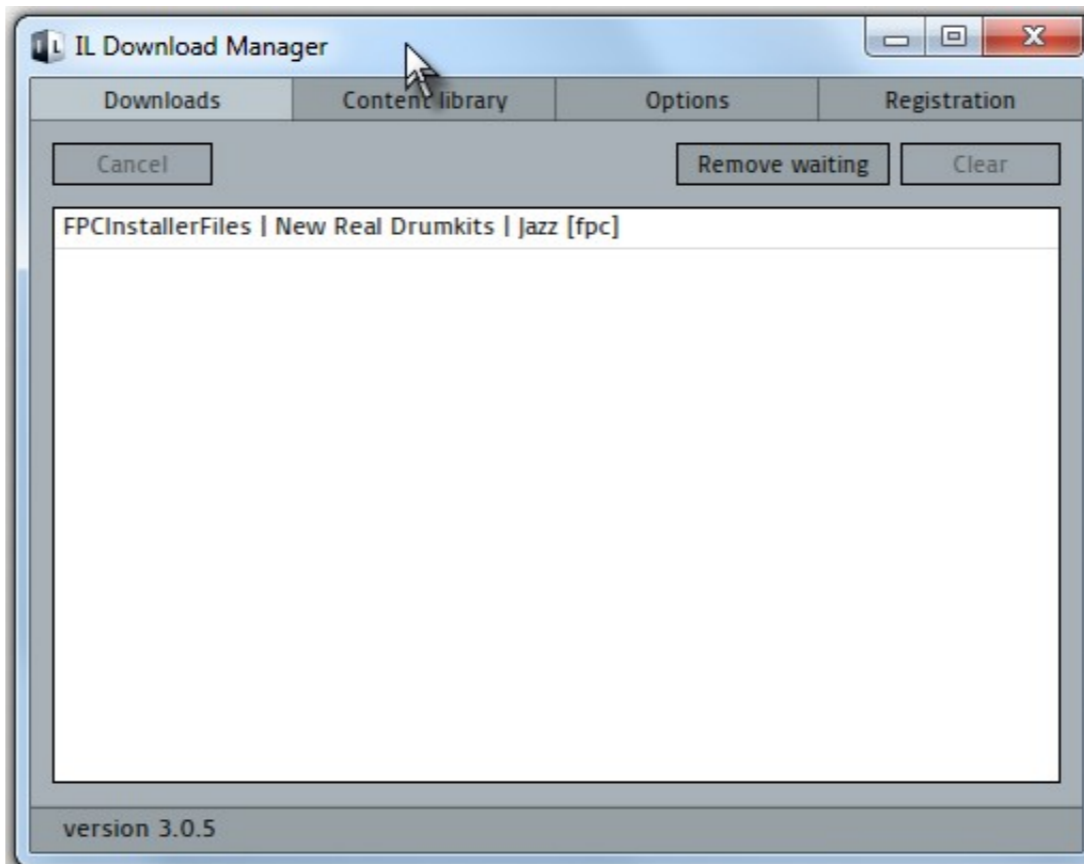 IL Download Manager
Downloads Content library Options Registration
Cancel Remove waiting Clear
FPCInstallerFiles | New Real Drumkits | Jazz [fpc]
version 3.0.5